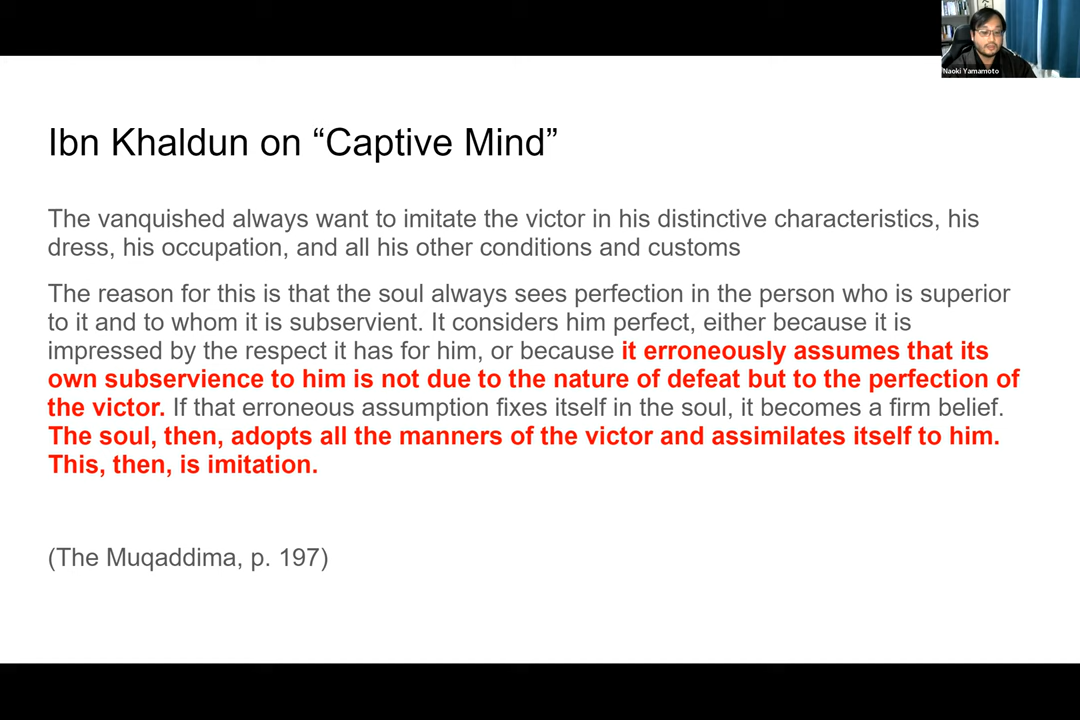 Naoki Yamamoto
Ibn Khaldun on “Captive Mind”
The vanquished always want to imitate the victor in his distinctive characteristics, his
dress, his occupation, and all his other conditions and customs
The reason for this is that the soul always sees perfection in the person who is superior
to it and to whom it is subservient. It considers him perfect, either because it is
impressed by the respect it has for him, or because it erroneously assumes that its
own subservience to him is not due to the nature of defeat but to the perfection of
the victor. If that erroneous assumption fixes itself in the soul, it becomes a firm belief.
The soul, then, adopts all the manners of the victor and assimilates itself to him.
This, then, is imitation.
(The Muqaddima, p. 197)